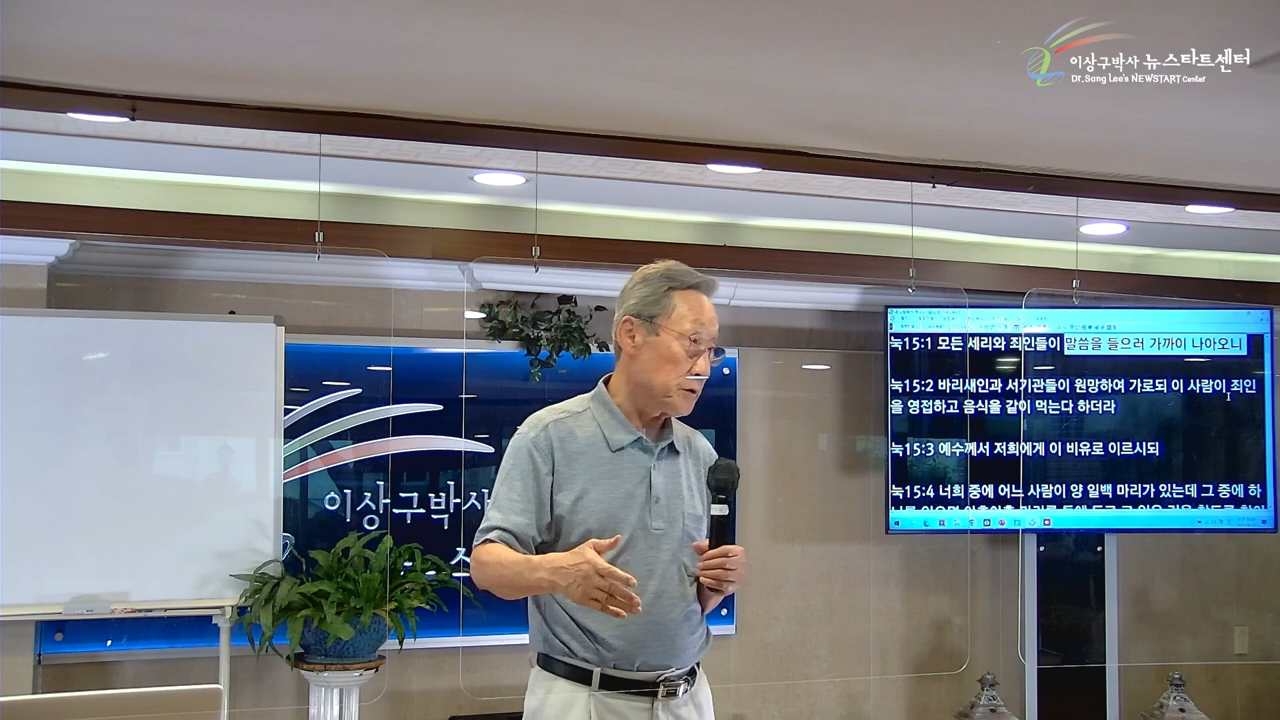 이상구박사 뉴스타트센터
Dr. Sang Lee's NEWSTART Center
눅15:1 모든 세리와 죄인들이 말씀을 들으러 가까이 나아오니
눅15:2 바리새인과 서기관들이 원망하여 가로되 이 사람이 죄인
을 영접하고 음식을 같이 먹는다 하더라
눅15:3 예수께서 저희에게 이 비유로 이르시되
눅15:4 너희 중에 어느 사람이 양 일백 마리가 있는데 그 중에 하
이상구박사